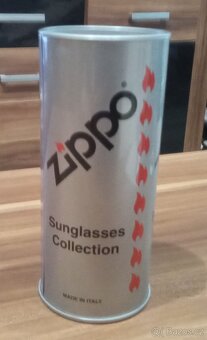 zippo
Sunglasses
Collection
MADE IN ITALY